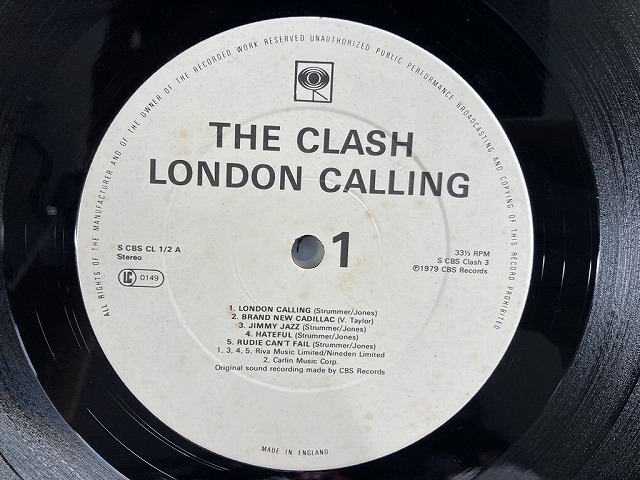 ALL RIGHTS OF THE MANUFACTURER AND OF THE OWNER OF THE RECORDED WORK RESERVED UNAUTHORIZED PUBLIC PERFORMANCE BROADCASTING AND COPYING OF THIS RECORD PROHIBITED
THE CLASH
LONDON CALLING
1
S CBS CL 1/2 A
Stereo
LC 0149
33⅓ RPM
S CBS Clash 3
℗1979 CBS Records
1. LONDON CALLING (Strummer/Jones)
2. BRAND NEW CADILLAC (V. Taylor)
3. JIMMY JAZZ (Strummer/Jones)
4. HATEFUL (Strummer/Jones)
5. RUDIE CAN'T FAIL (Strummer/Jones)
1, 3, 4, 5, Riva Music Limited/Nineden Limited
2, Carlin Music Corp.
Original sound recording made by CBS Records
MADE IN ENGLAND